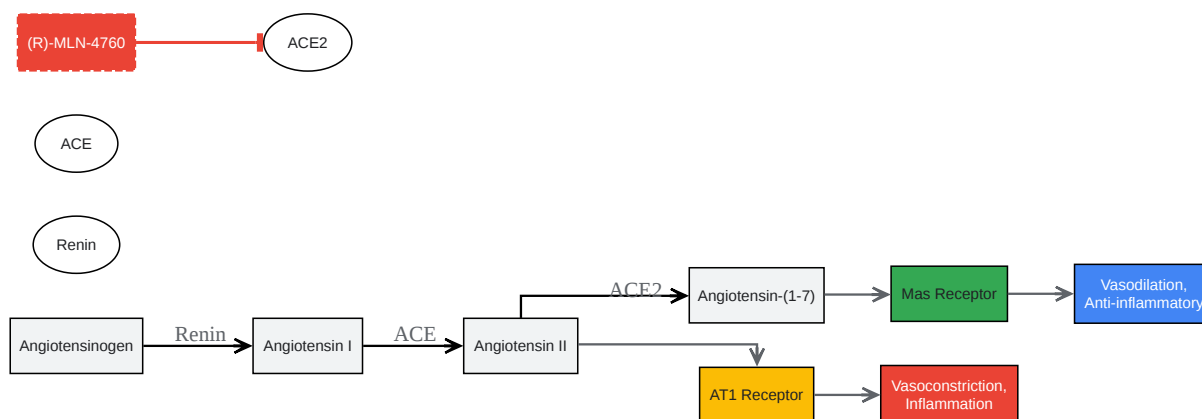 (R)-MLN-4760
ACE2
ACE
Renin
Angiotensinogen
Renin
Angiotensin I
ACE
Angiotensin II
ACE2
Angiotensin-(1-7)
Mas Receptor
Vasodilation,
Anti-inflammatory
AT1 Receptor
Vasoconstriction,
Inflammation